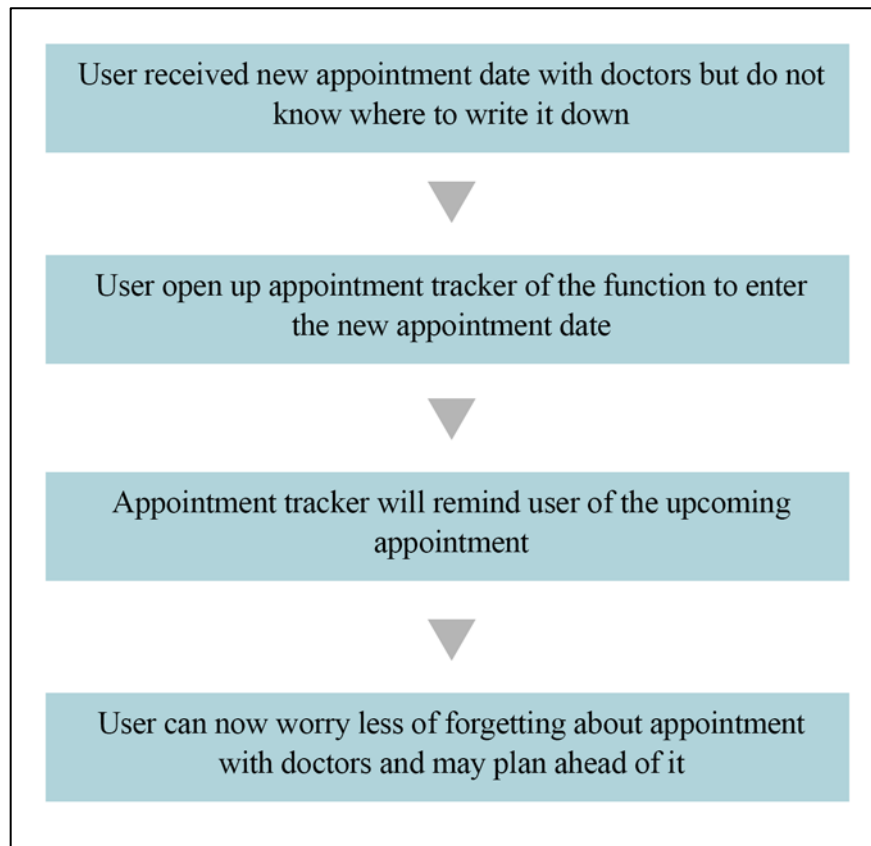 User received new appointment date with doctors but do not
know where to write it down
User open up appointment tracker of the function to enter
the new appointment date
Appointment tracker will remind user of the upcoming
appointment
User can now worry less of forgetting about appointment
with doctors and may plan ahead of it